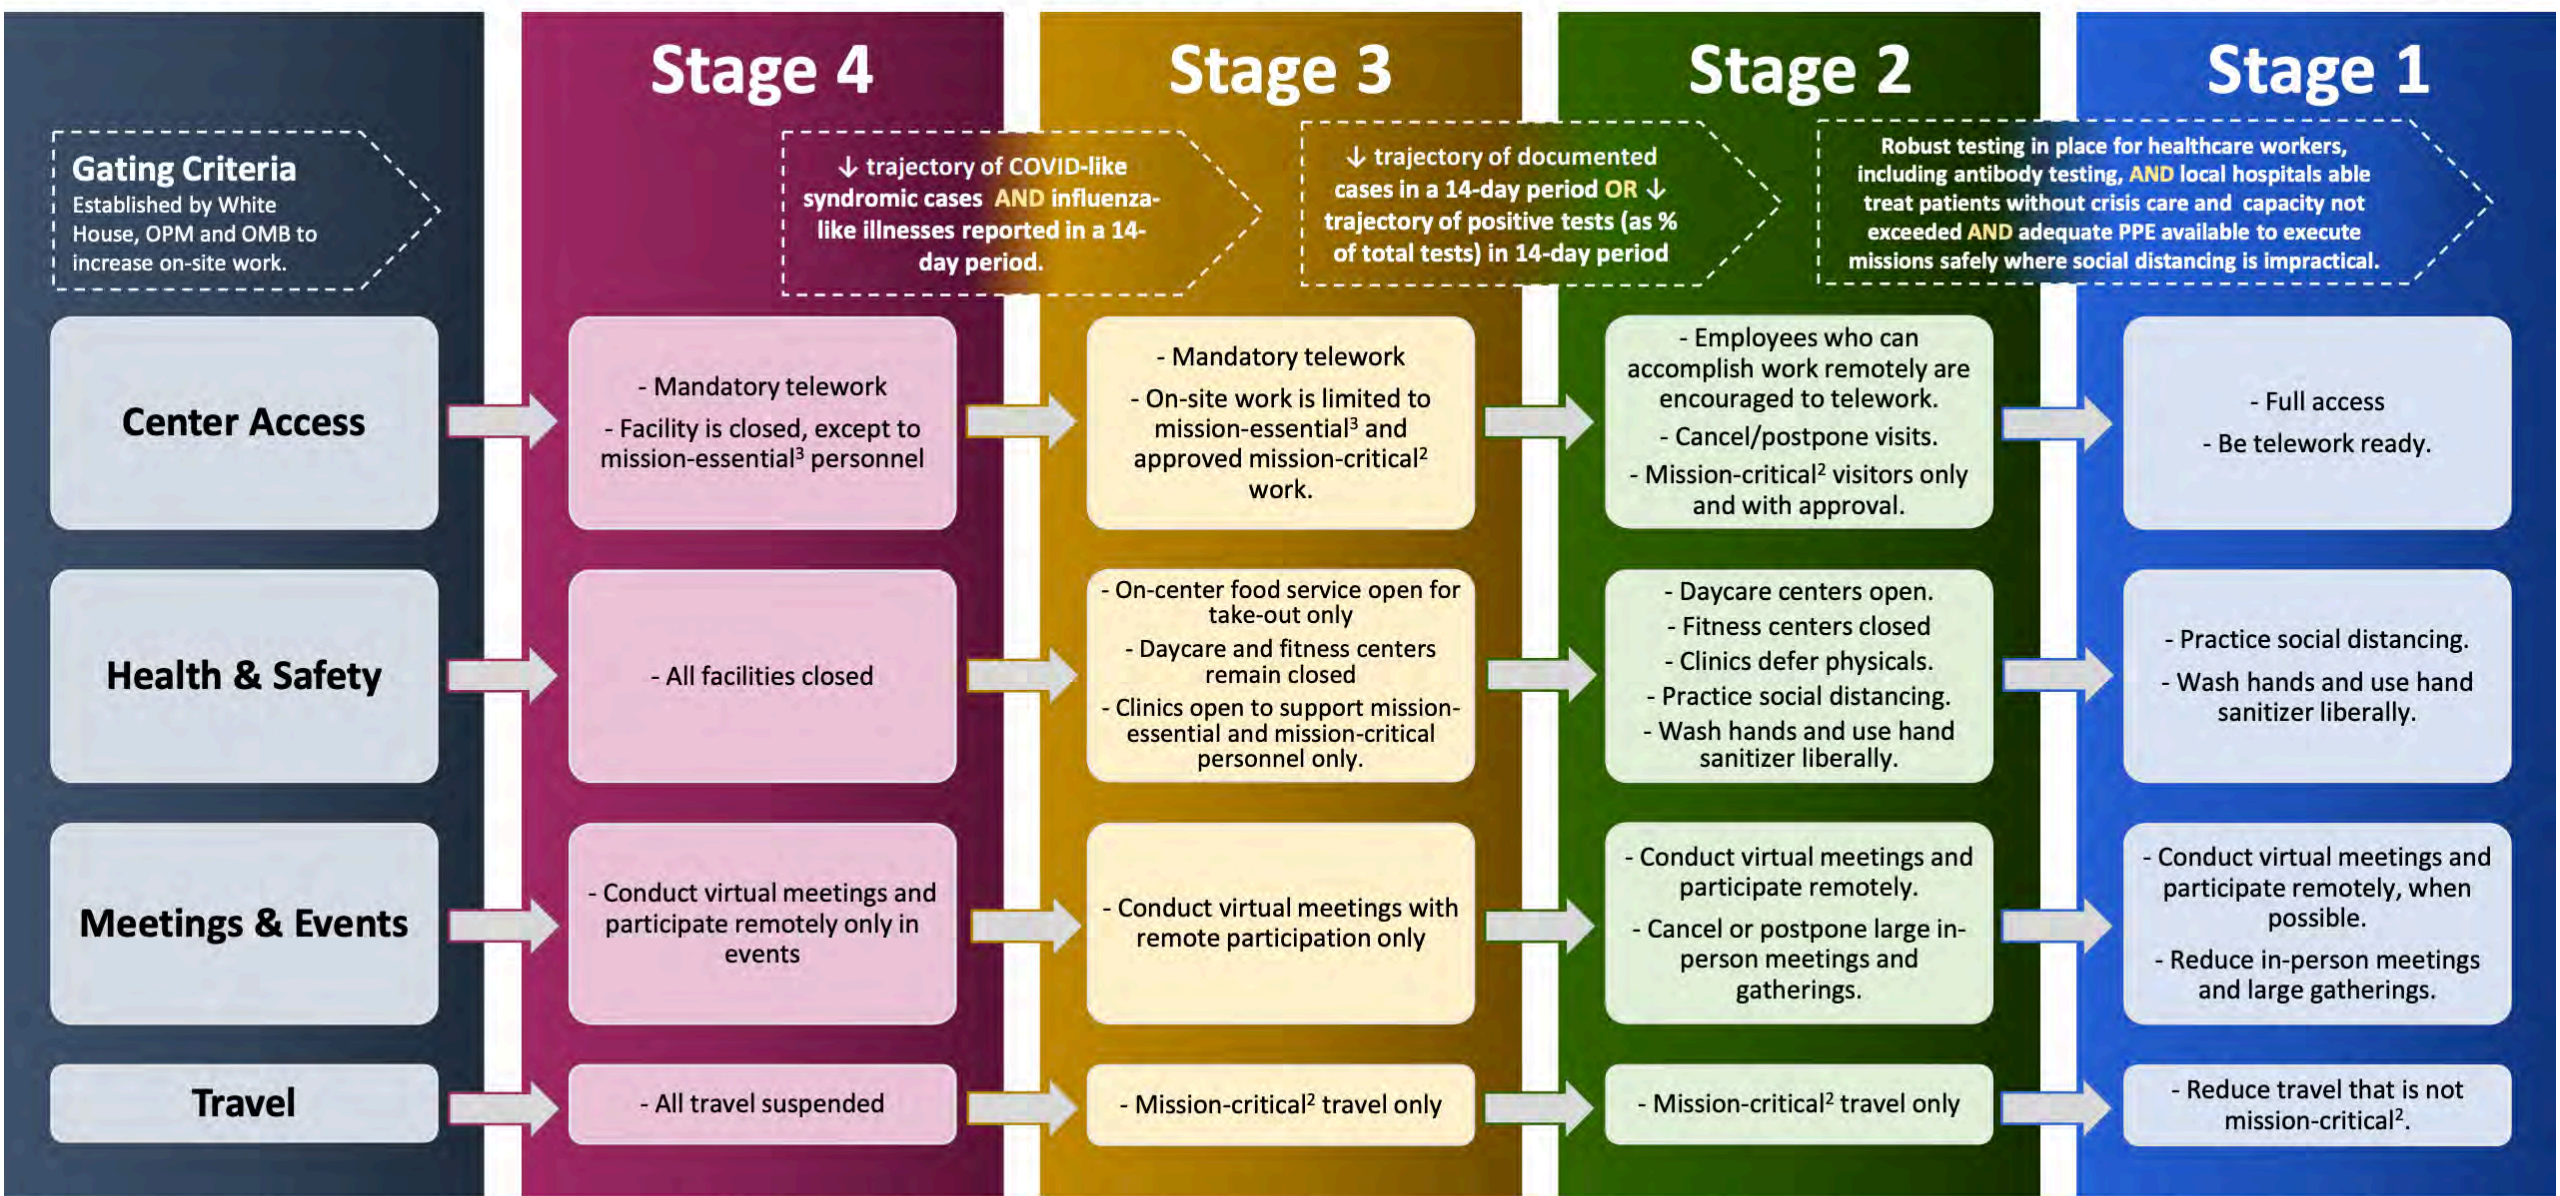 Stage 4
Stage 3
Stage 2
Stage 1
Gating Criteria
Established by White
House, OPM and OMB to
increase on-site work.
↓ trajectory of COVID-like
syndromic cases AND influenza-
like illnesses reported in a 14-
day period.
↓ trajectory of documented
cases in a 14-day period OR ↓
trajectory of positive tests (as %
of total tests) in 14-day period
Robust testing in place for healthcare workers,
including antibody testing, AND local hospitals able
treat patients without crisis care and capacity not
exceeded AND adequate PPE available to execute
missions safely where social distancing is impractical.
Center Access
- Mandatory telework
- Facility is closed, except to
mission-essential³ personnel
- Mandatory telework
- On-site work is limited to
mission-essential³ and
approved mission-critical²
work.
- Employees who can
accomplish work remotely are
encouraged to telework.
- Cancel/postpone visits.
- Mission-critical² visitors only
and with approval.
- Full access
- Be telework ready.
Health & Safety
- All facilities closed
- On-center food service open for
take-out only
- Daycare and fitness centers
remain closed
- Clinics open to support mission-
essential and mission-critical
personnel only.
- Daycare centers open.
- Fitness centers closed
- Clinics defer physicals.
- Practice social distancing.
- Wash hands and use hand
sanitizer liberally.
- Practice social distancing.
- Wash hands and use hand
sanitizer liberally.
Meetings & Events
- Conduct virtual meetings and
participate remotely only in
events
- Conduct virtual meetings with
remote participation only
- Conduct virtual meetings and
participate remotely.
- Cancel or postpone large in-
person meetings and
gatherings.
- Conduct virtual meetings and
participate remotely, when
possible.
- Reduce in-person meetings
and large gatherings.
Travel
- All travel suspended
- Mission-critical² travel only
- Mission-critical² travel only
- Reduce travel that is not
mission-critical².